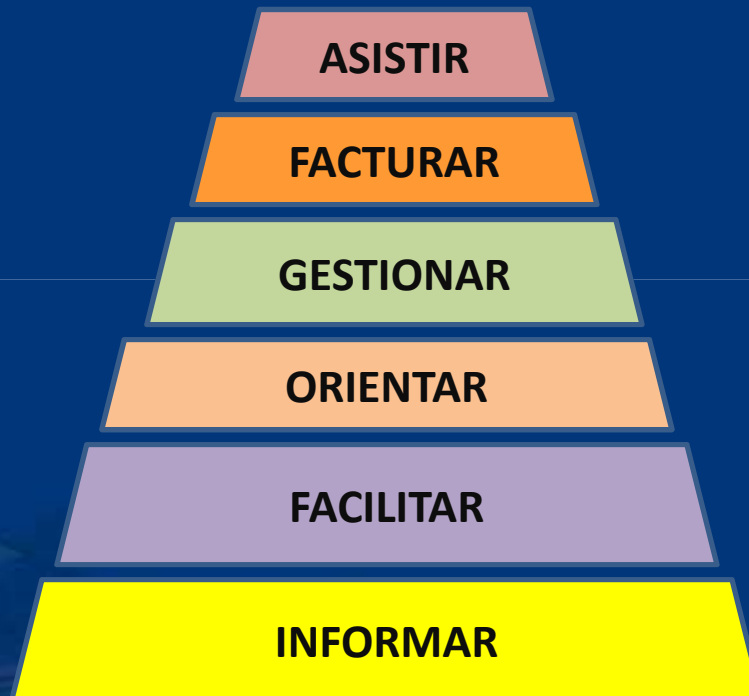 ASISTIR
FACTURAR
GESTIONAR
ORIENTAR
FACILITAR
INFORMAR